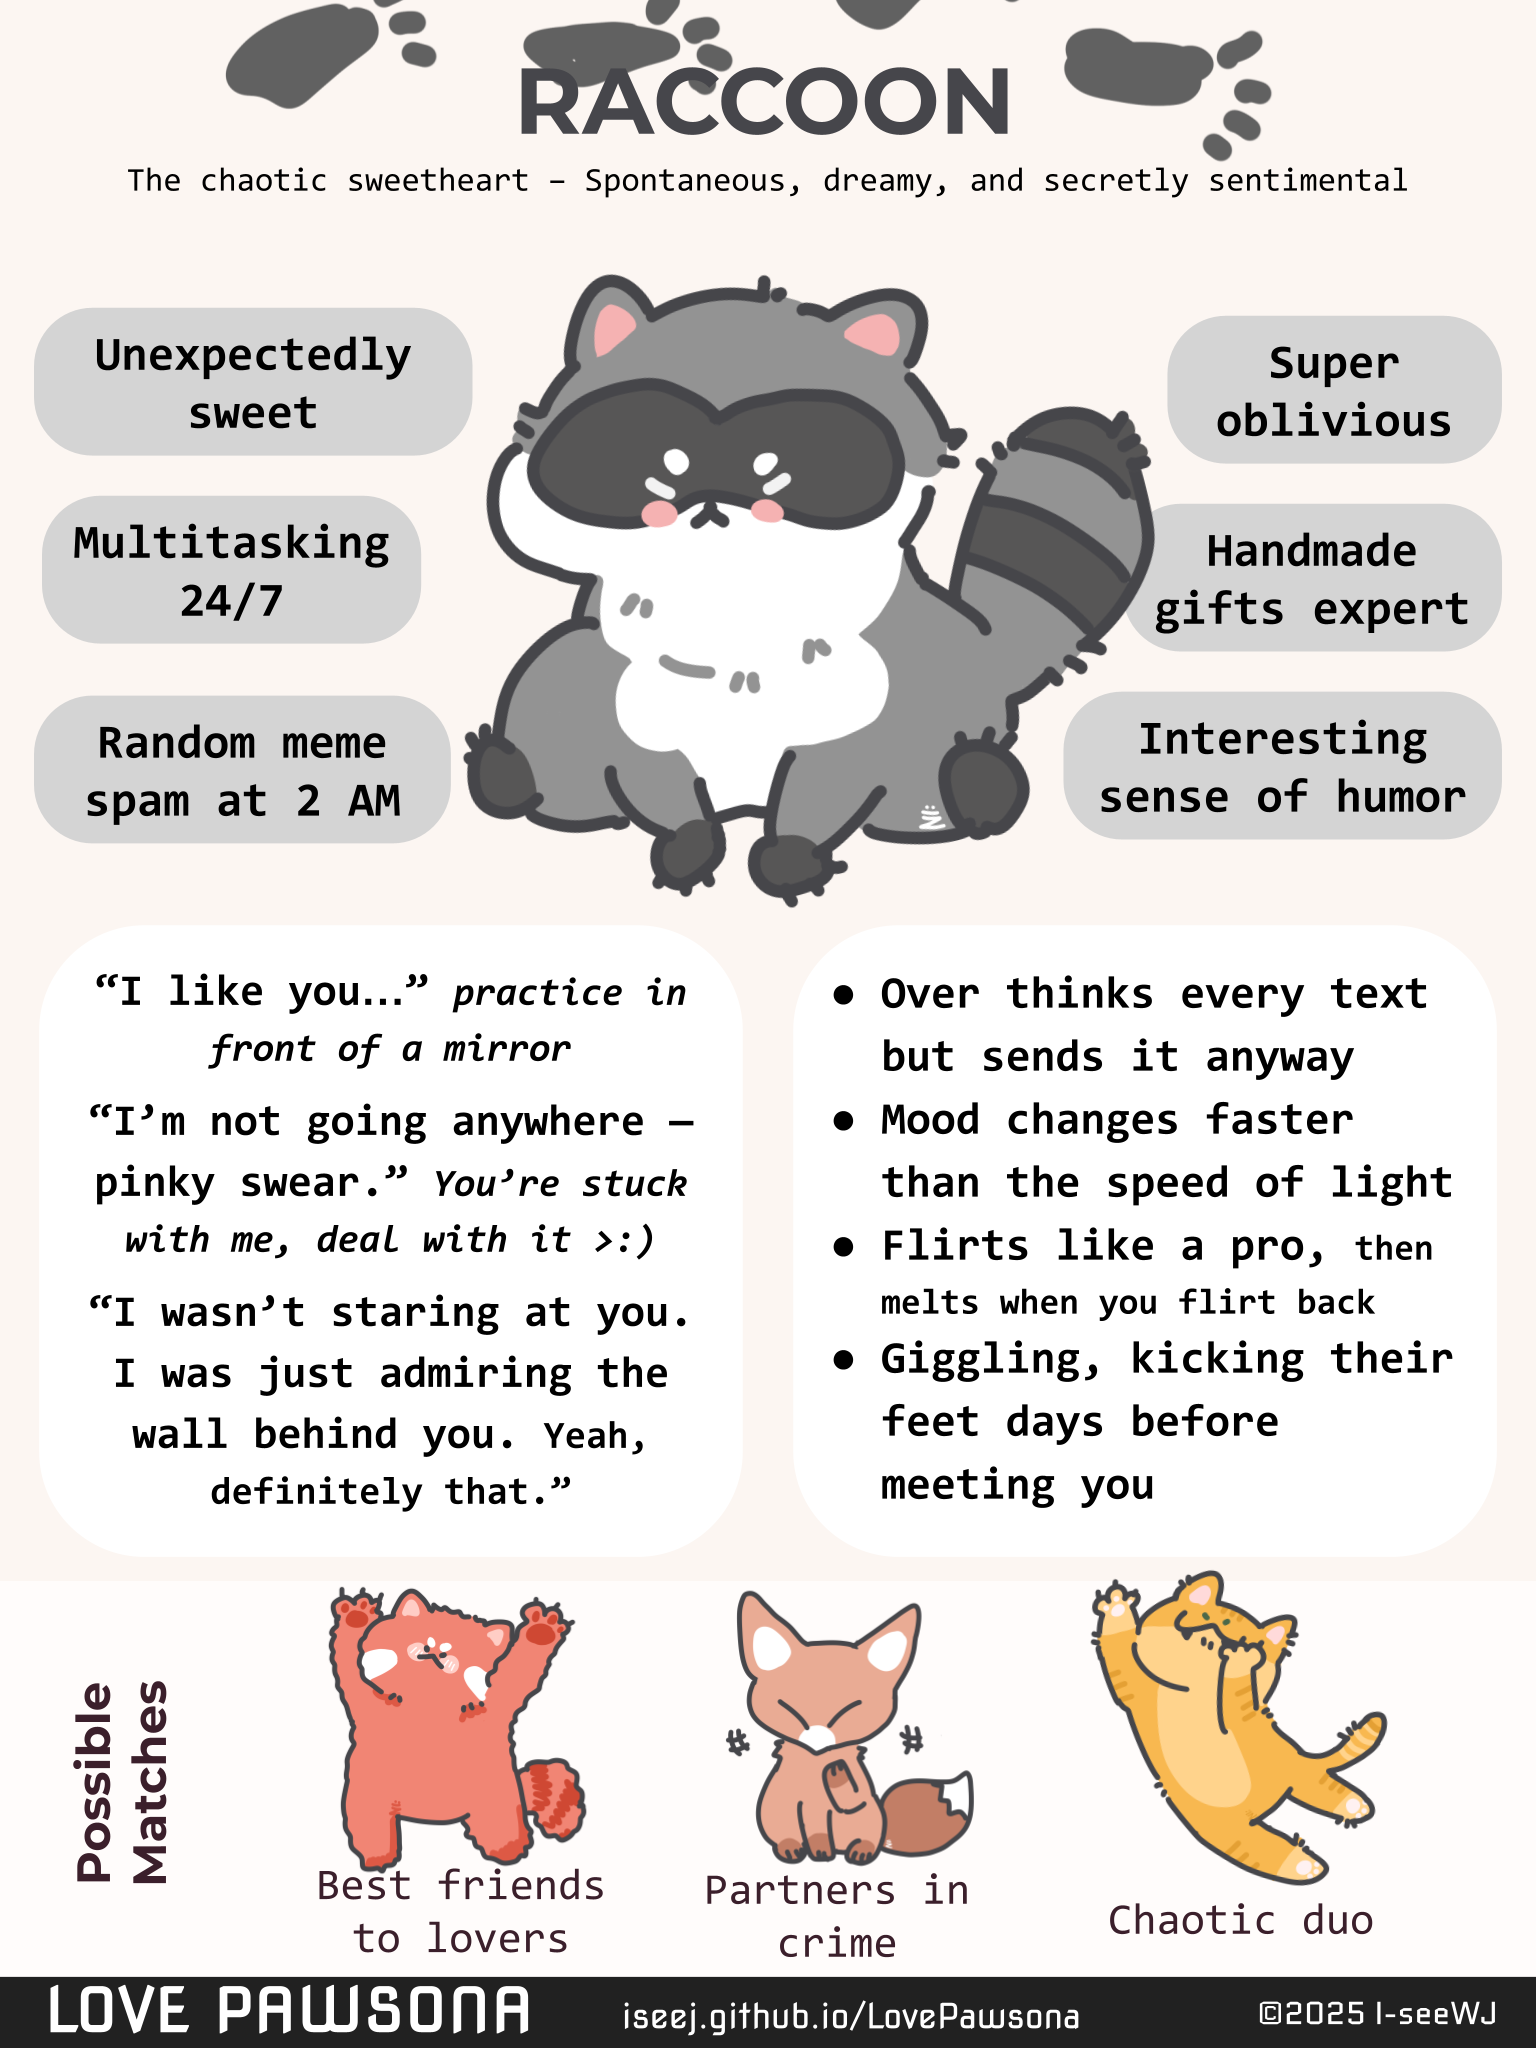 RACCOON
The chaotic sweetheart – Spontaneous, dreamy, and secretly sentimental
Unexpectedly
sweet
Multitasking
24/7
Random meme
spam at 2 AM
Super
oblivious
Handmade
gifts expert
Interesting
sense of humor
“I like you…” practice in
front of a mirror
“I’m not going anywhere —
pinky swear.” You’re stuck
with me, deal with it >:)
“I wasn’t staring at you.
I was just admiring the
wall behind you. Yeah,
definitely that.”
● Over thinks every text
but sends it anyway
● Mood changes faster
than the speed of light
● Flirts like a pro, then
melts when you flirt back
● Giggling, kicking their
feet days before
meeting you
Possible
Matches
Best friends
to lovers
Partners in
crime
Chaotic duo
LOVE PAWSONA
iseej.github.io/LovePawsona
©2025 I-seeWJ